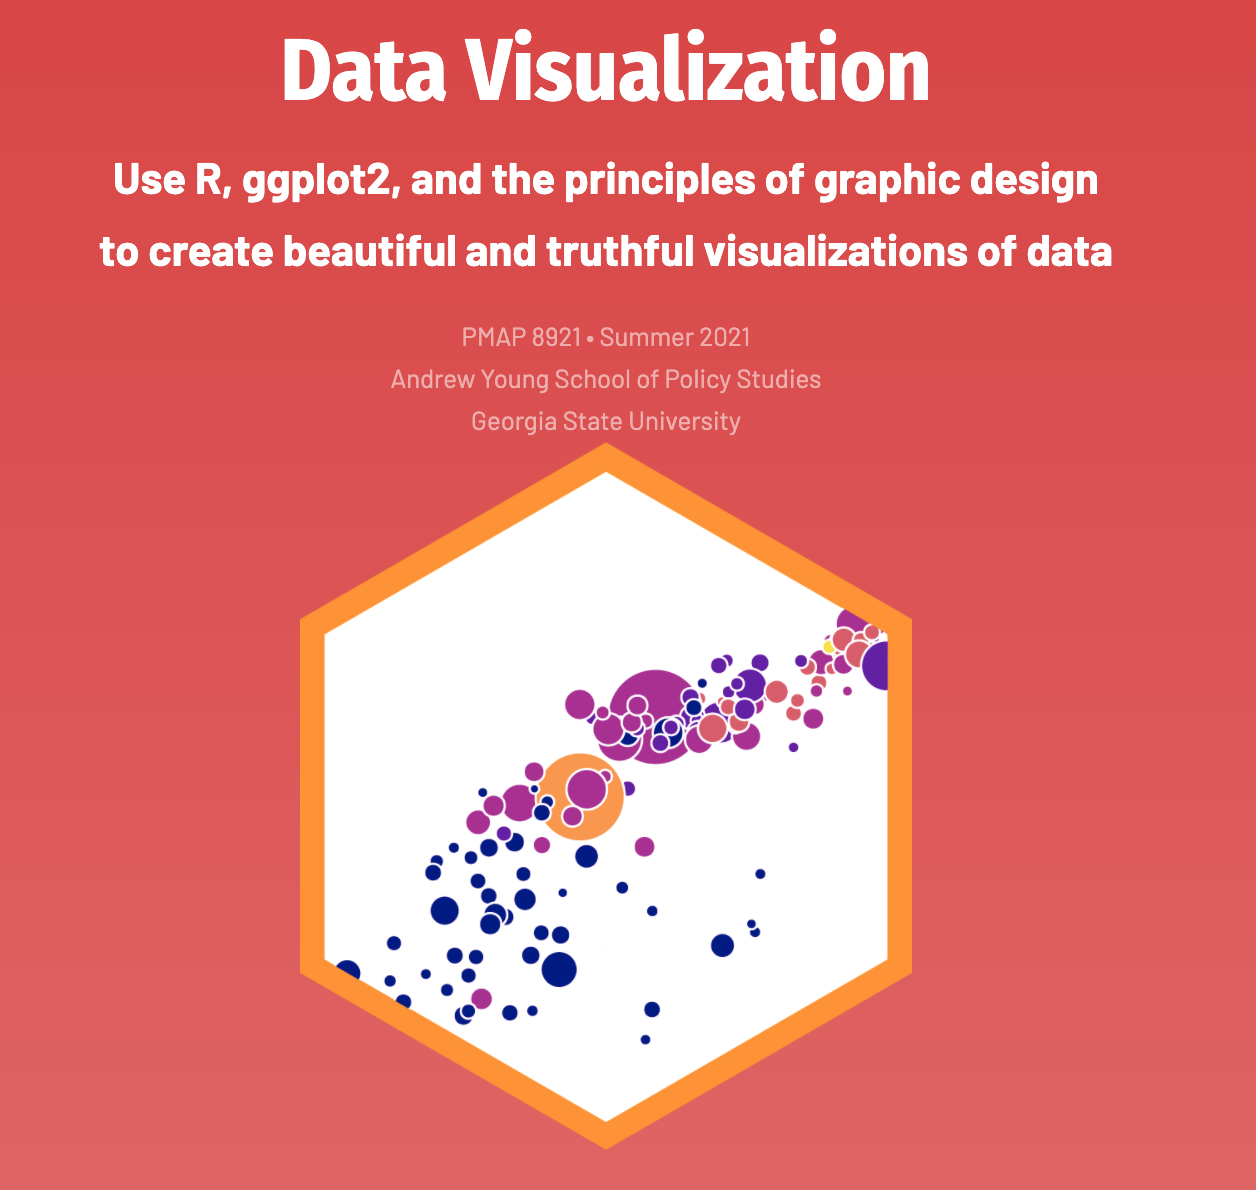 Data Visualization
Use R, ggplot2, and the principles of graphic design
to create beautiful and truthful visualizations of data
PMAP 8921 • Summer 2021
Andrew Young School of Policy Studies
Georgia State University